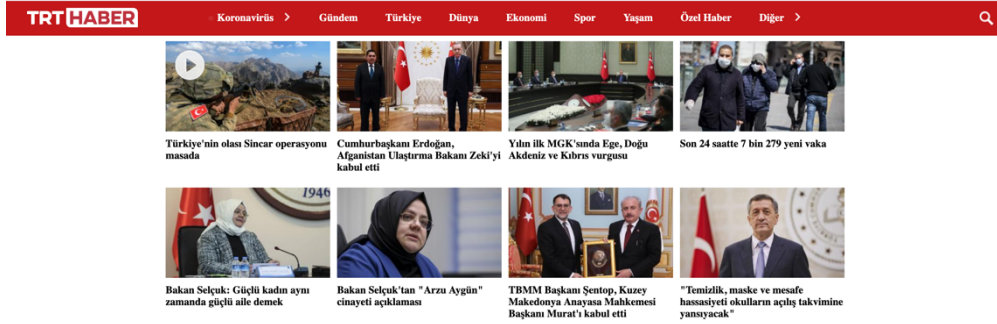 TRT HABER
Koronavirüs
Gündem
Türkiye
Dünya
Ekonomi
Spor
Yaşam
Özel Haber
Diğer
Türkiye'nin olası Sincar operasyonu
masada
Cumhurbaşkanı Erdoğan,
Afganistan Ulaştırma Bakanı Zeki'yi
kabul etti
Yılın ilk MGK'sında Ege, Doğu
Akdeniz ve Kıbrıs vurgusu
Son 24 saatte 7 bin 279 yeni vaka
1946
Bakan Selçuk: Güçlü kadın aynı
zamanda güçlü aile demek
Bakan Selçuk'tan "Arzu Aygün"
cinayeti açıklaması
TBMM Başkanı Şentop, Kuzey
Makedonya Anayasa Mahkemesi
Başkanı Murat'ı kabul etti
"Temizlik, maske ve mesafe
hassasiyeti okulların açılış takvimine
yansıyacak"